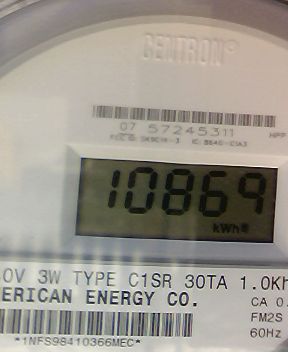 CENTRON®
07 57245311
10869
kWh
.0V 3W TYPE C1SR 30TA 1.0Kh
ERICAN ENERGY CO.
CA 0.
FM2S
60Hz
*1NFS98410366MEC*